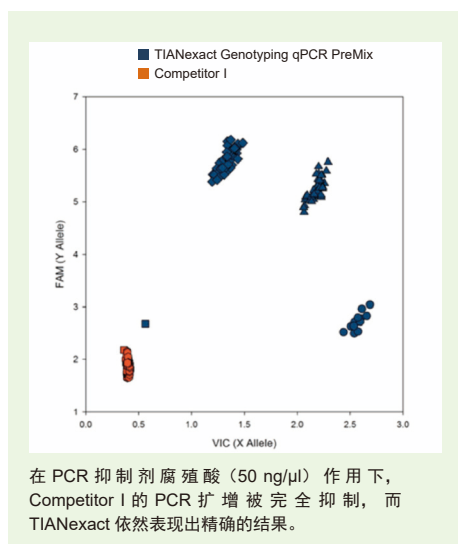 TIANexact Genotyping qPCR PreMix
Competitor I
7
6
5
4
3
2
1
FAM (Y Allele)
0.0 0.5 1.0 1.5 2.0 2.5 3.0
VIC (X Allele)
在 PCR 抑制剂腐殖酸（50 ng/μl）作用下，
Competitor I 的 PCR 扩增被完全抑制，而
TIANexact 依然表现出精确的结果。